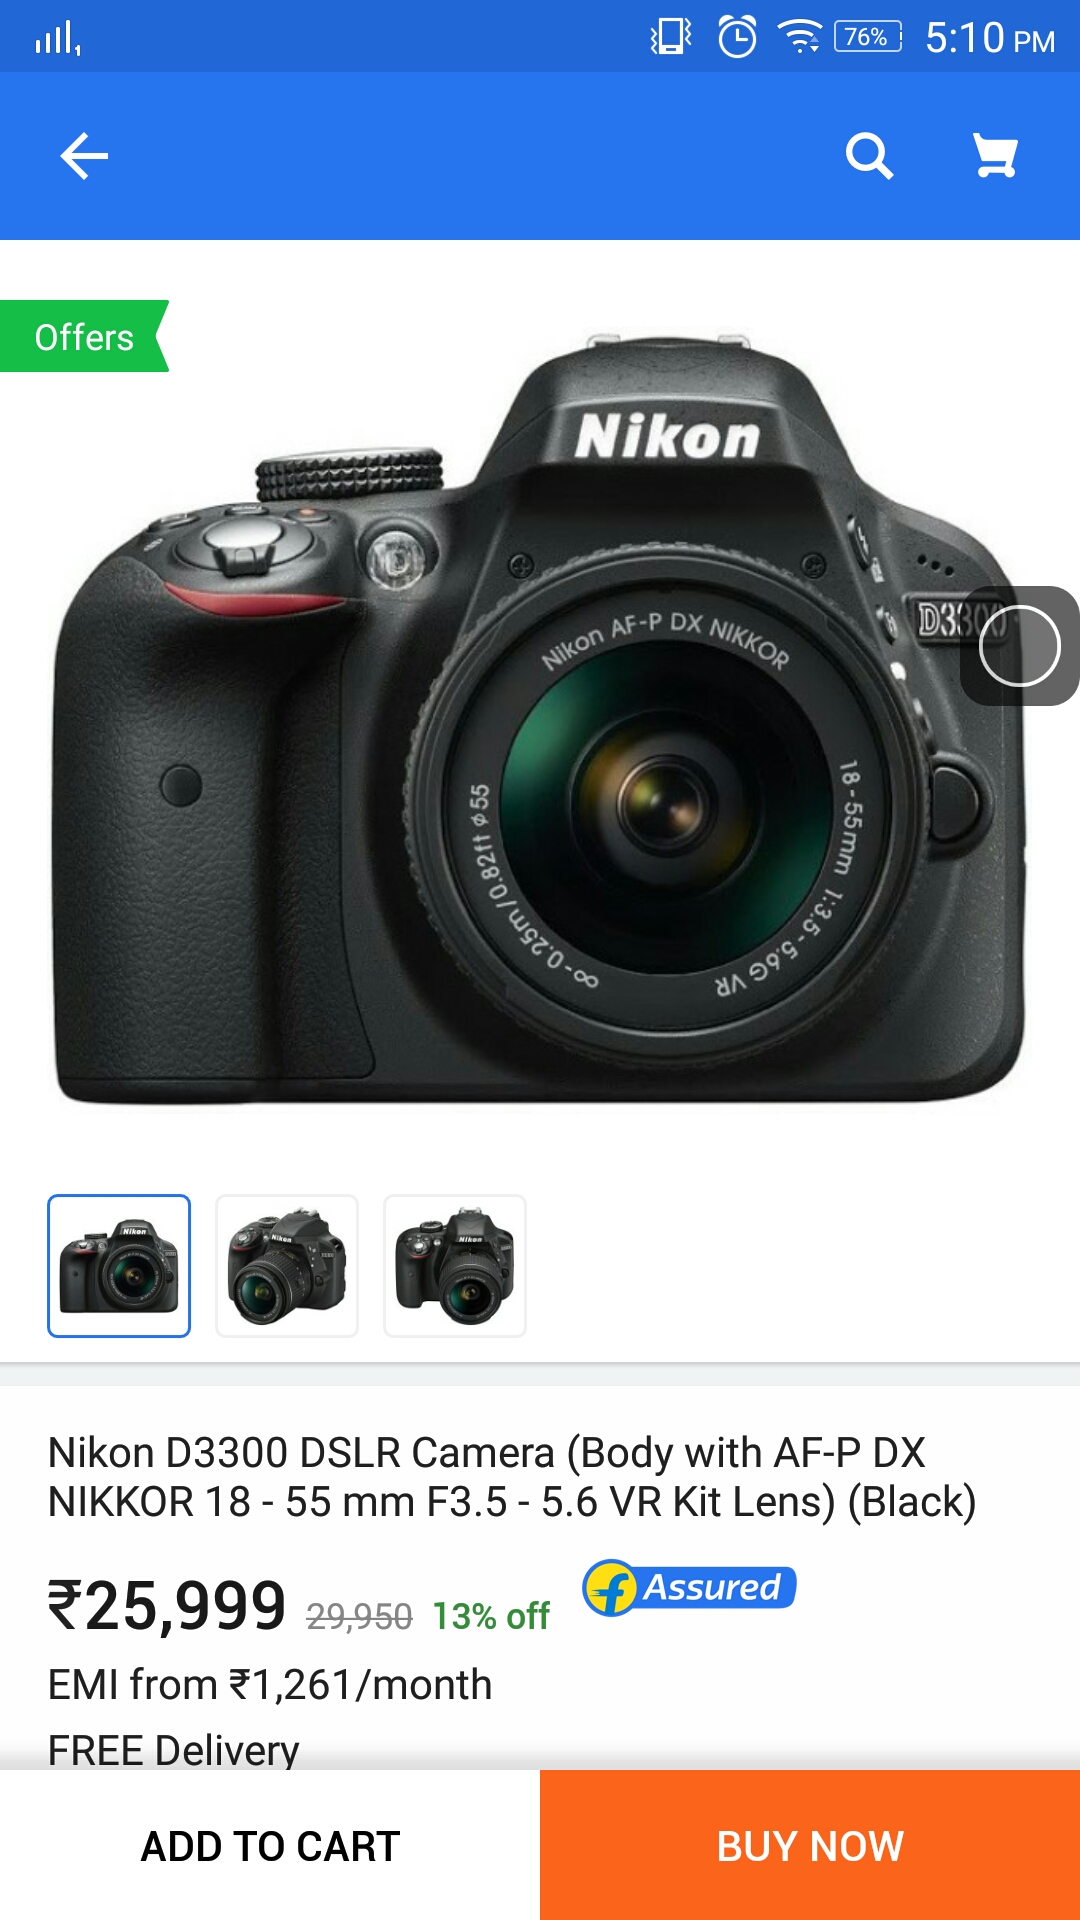 76% 5:10 PM
Offers
Nikon
D
D3300
Nikon AF-P DX NIKKOR
18-55mm 1:3.5-5.6G VR
∞-0.25m/0.82ft ø55
Nikon D3300 DSLR Camera (Body with AF-P DX
NIKKOR 18 - 55 mm F3.5 - 5.6 VR Kit Lens) (Black)
₹25,999 29,950 13% off f Assured
EMI from ₹1,261/month
FREE Delivery
ADD TO CART BUY NOW